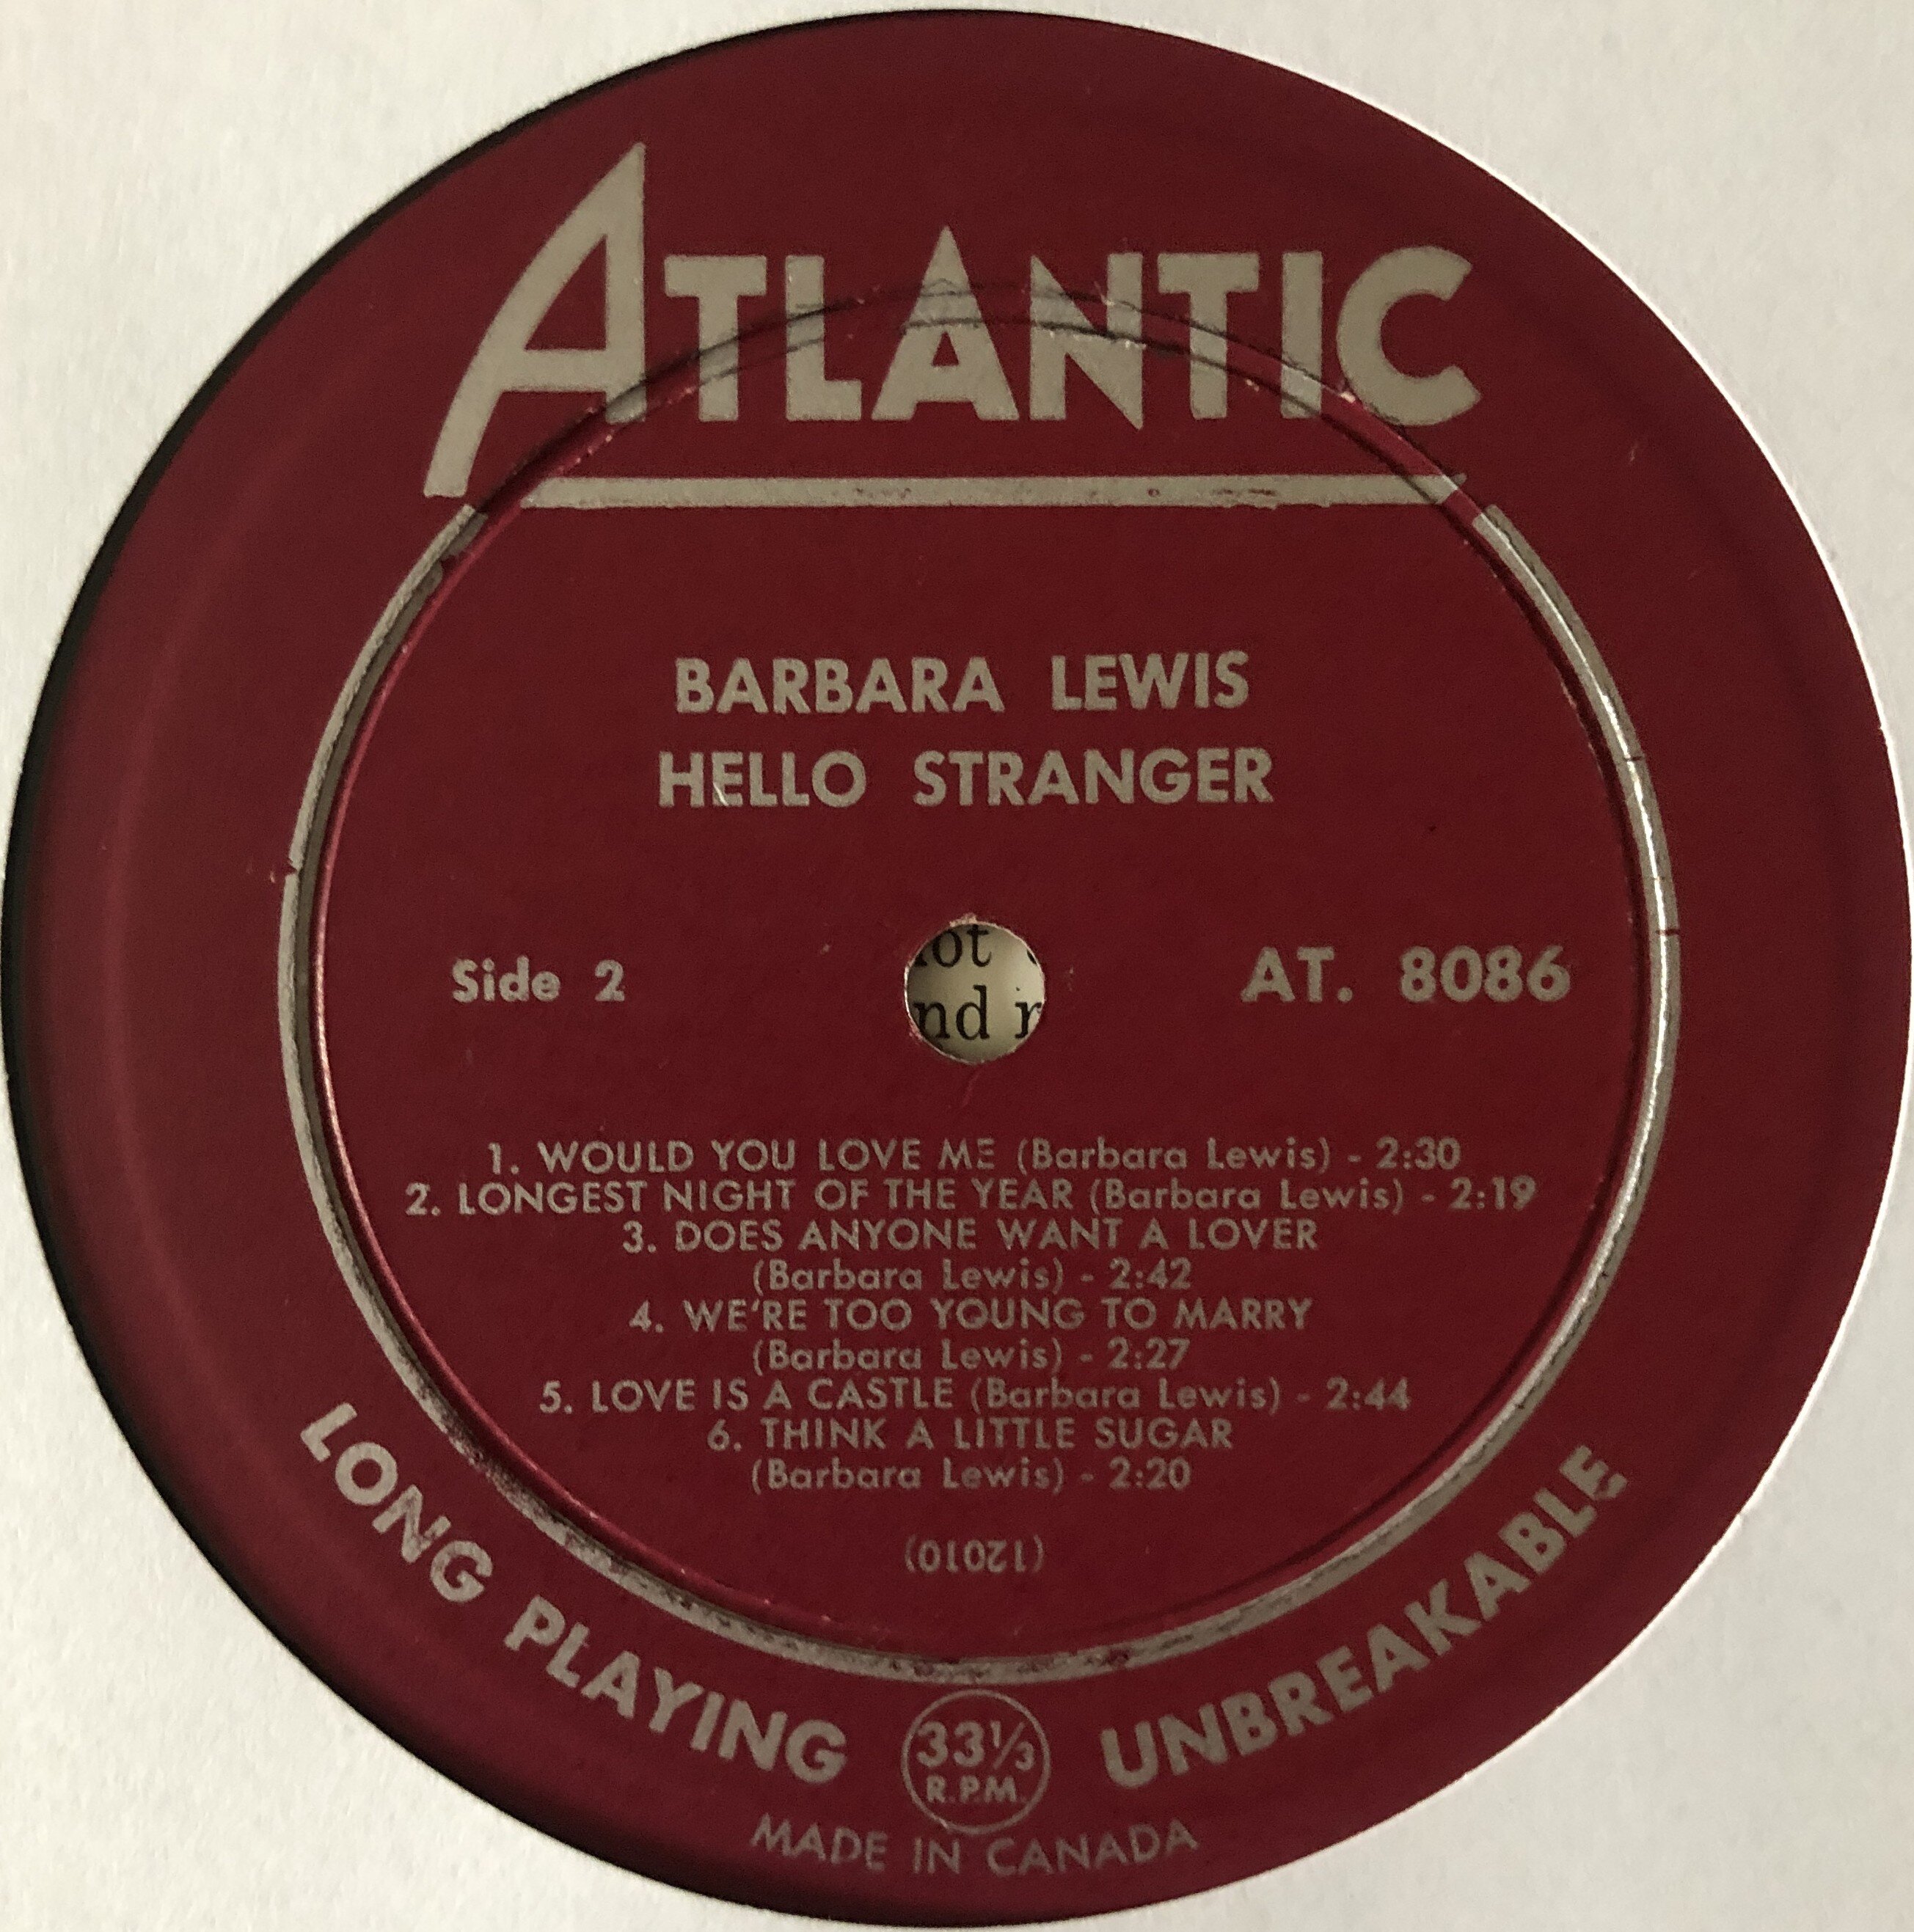 ATLANTIC
BARBARA LEWIS
HELLO STRANGER
Side 2
AT. 8086
1. WOULD YOU LOVE ME (Barbara Lewis) - 2:30
2. LONGEST NIGHT OF THE YEAR (Barbara Lewis) - 2:19
3. DOES ANYONE WANT A LOVER
(Barbara Lewis) - 2:42
4. WE'RE TOO YOUNG TO MARRY
(Barbara Lewis) - 2:27
5. LOVE IS A CASTLE (Barbara Lewis) - 2:44
6. THINK A LITTLE SUGAR
(Barbara Lewis) - 2:20
(12010)
LONG PLAYING
33⅓
R.P.M.
UNBREAKABLE
MADE IN CANADA